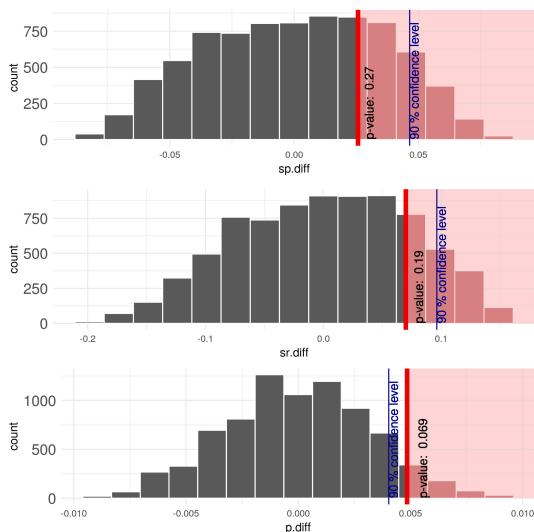 750
500
250
0
count
p-value: 0.27
90 % confidence level
-0.05
0.00
0.05
sp.diff
750
500
250
0
count
p-value: 0.19
90 % confidence level
-0.2
-0.1
0.0
0.1
sr.diff
1000
500
0
count
90 % confidence level
p-value: 0.069
-0.010
-0.005
0.000
0.005
0.010
p.diff